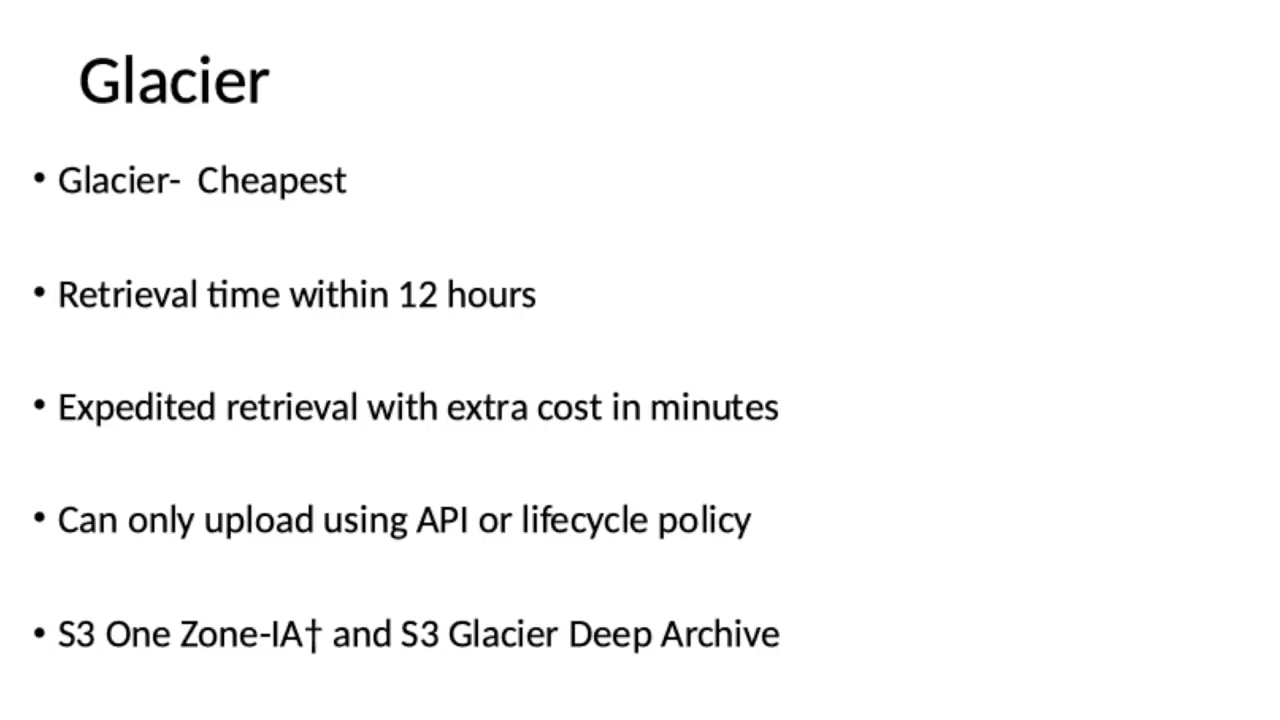 Glacier
• Glacier-  Cheapest
• Retrieval time within 12 hours
• Expedited retrieval with extra cost in minutes
• Can only upload using API or lifecycle policy
• S3 One Zone-IA† and S3 Glacier Deep Archive